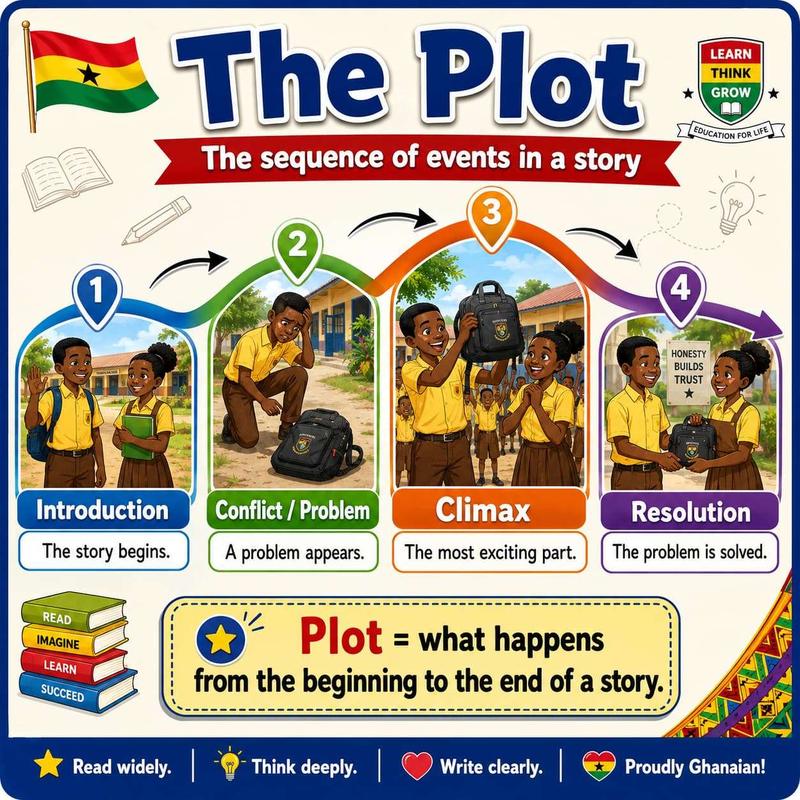 The Plot
The sequence of events in a story
LEARN
THINK
GROW
EDUCATION FOR LIFE
1
2
3
4
HONESTY
BUILDS
TRUST
Introduction
The story begins.
Conflict / Problem
A problem appears.
Climax
The most exciting part.
Resolution
The problem is solved.
READ
IMAGINE
LEARN
SUCCEED
Plot = what happens
from the beginning to the end of a story.
Read widely.
Think deeply.
Write clearly.
Proudly Ghanaian!